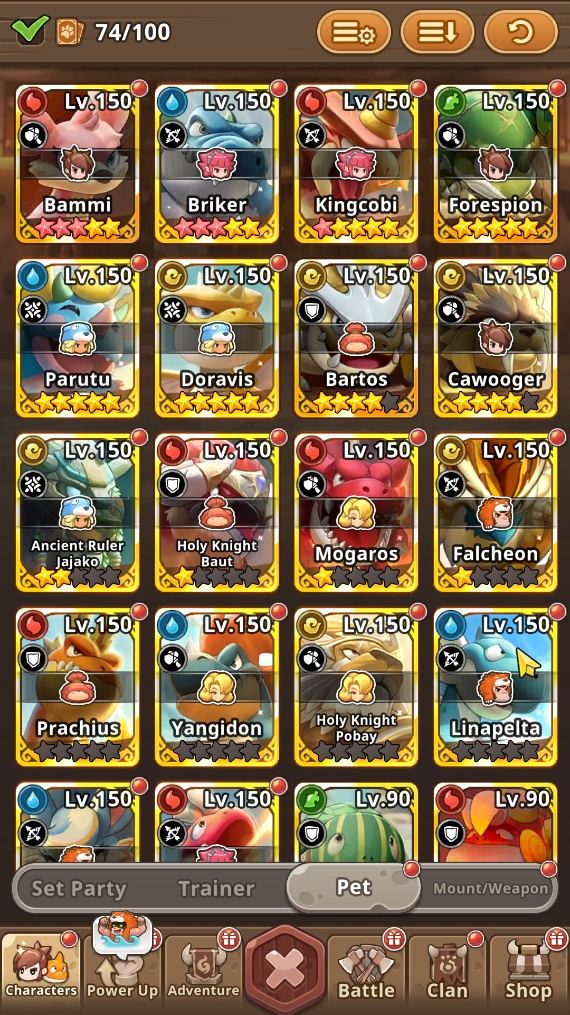 74/100
Lv.150 Lv.150 Lv.150 Lv.150
Bammi Briker Kingcobi Forespion
Lv.150 Lv.150 Lv.150 Lv.150
Parutu Doravis Bartos Cawooger
Lv.150 Lv.150 Lv.150 Lv.150
Ancient Ruler
Jajako
Holy Knight
Baut
Mogaros Falcheon
Lv.150 Lv.150 Lv.150 Lv.150
Prachius Yangidon
Holy Knight
Pobay
Linapelta
Lv.150 Lv.150 Lv.90 Lv.90
Set Party Trainer Pet Mount/Weapon
Characters Power Up Adventure Battle Clan Shop